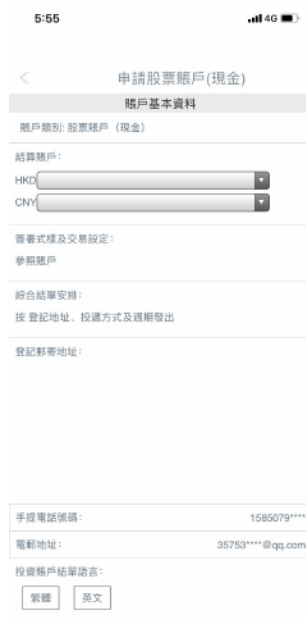 5:55
4G
申請股票賬戶(現金)
賬戶基本資料
賬戶類別: 股票賬戶（現金）
結算賬戶:
HKD
CNY
簽署式樣及交易設定:
參照賬戶
綜合結單安排:
按 登記地址、投遞方式及週期發出
登記郵寄地址:
手提電話號碼: 1585079****
電郵地址: 35753****@qq.com
投資賬戶結單語言:
繁體 英文